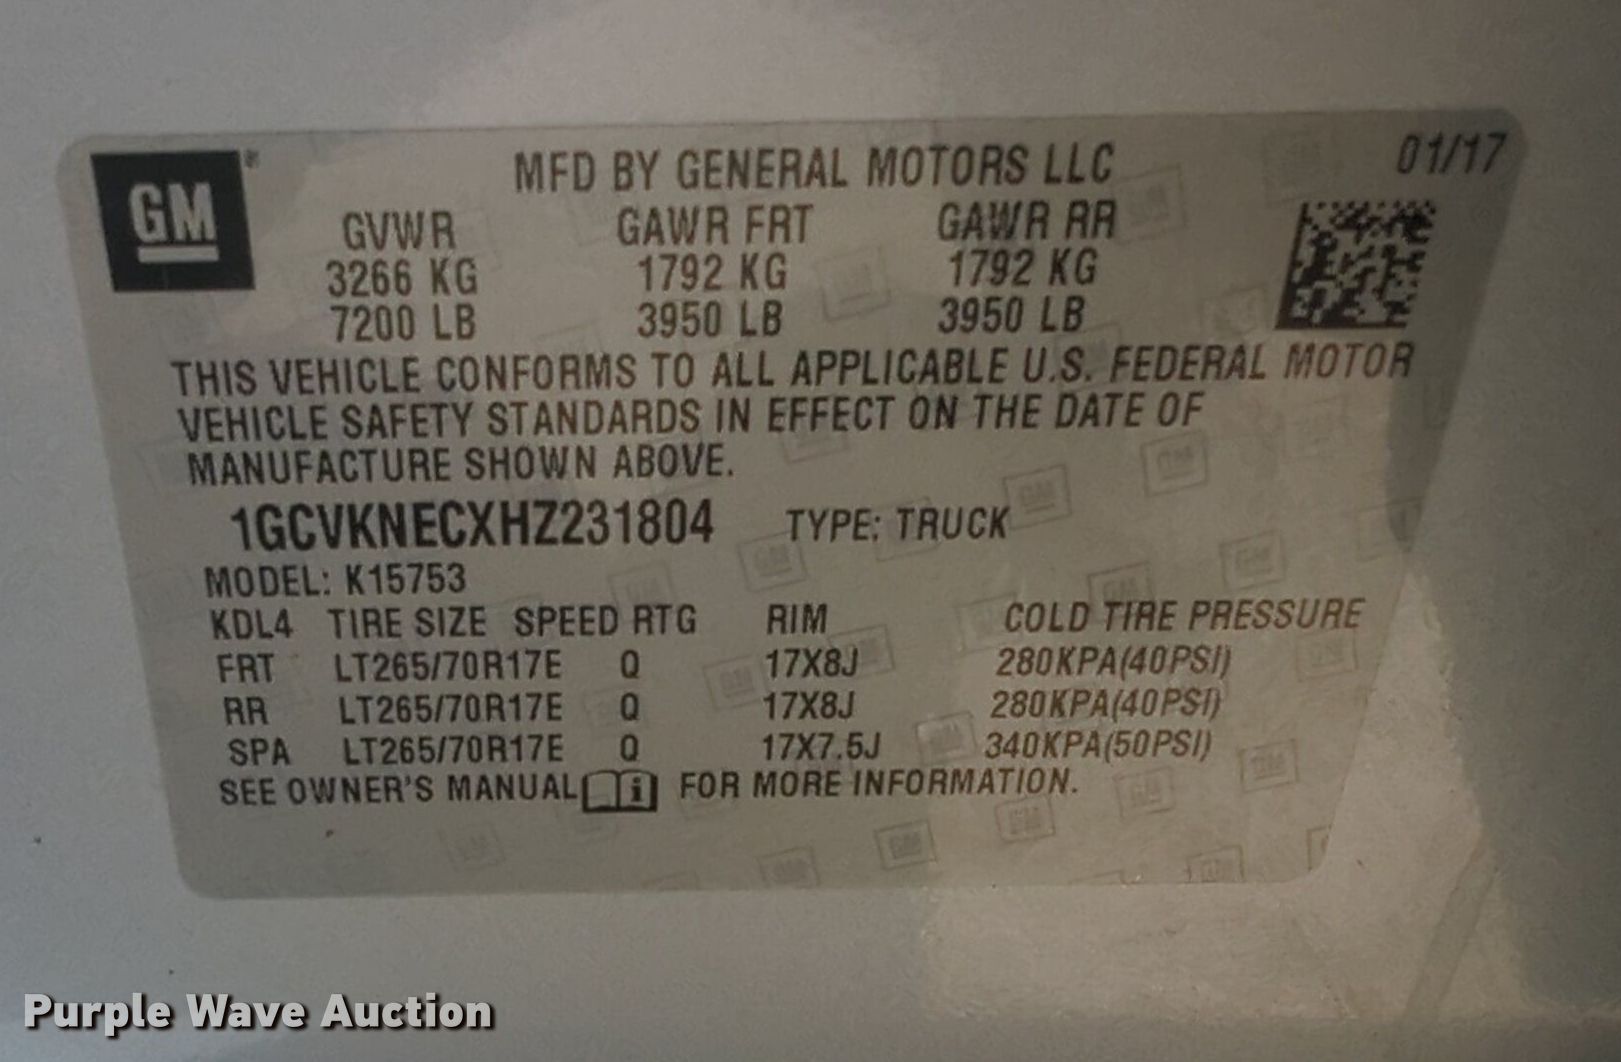 GM
MFD BY GENERAL MOTORS LLC 01/17
GVWR GAWR FRT GAWR RR
3266 KG 1792 KG 1792 KG
7200 LB 3950 LB 3950 LB
THIS VEHICLE CONFORMS TO ALL APPLICABLE U.S. FEDERAL MOTOR
VEHICLE SAFETY STANDARDS IN EFFECT ON THE DATE OF
MANUFACTURE SHOWN ABOVE.
1GCVKNECXHZ231804 TYPE: TRUCK
MODEL: K15753
KDL4 TIRE SIZE SPEED RTG RIM COLD TIRE PRESSURE
FRT LT265/70R17E Q 17X8J 280KPA(40PSI)
RR LT265/70R17E Q 17X8J 280KPA(40PSI)
SPA LT265/70R17E Q 17X7.5J 340KPA(50PSI)
SEE OWNER'S MANUAL i FOR MORE INFORMATION.
Purple Wave Auction